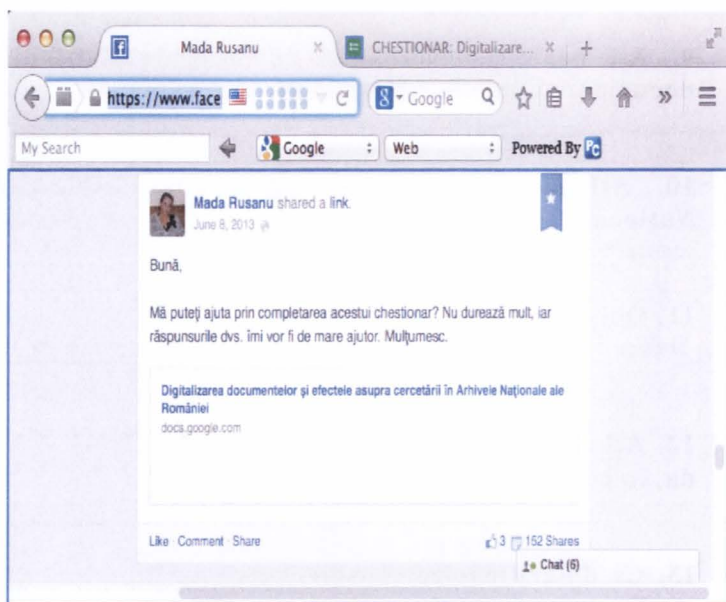 Mada Rusanu
CHESTIONAR: Digitalizare...
https://www.face
Google
My Search
Google
Web
Powered By PC
Mada Rusanu shared a link.
June 8, 2013
Bună,
Mă puteți ajuta prin completarea acestui chestionar? Nu durează mult, iar
răspunsurile dvs. îmi vor fi de mare ajutor. Mulțumesc.
Digitalizarea documentelor și efectele asupra cercetării în Arhivele Naționale ale
României
docs.google.com
Like · Comment · Share
3 152 Shares
Chat (6)